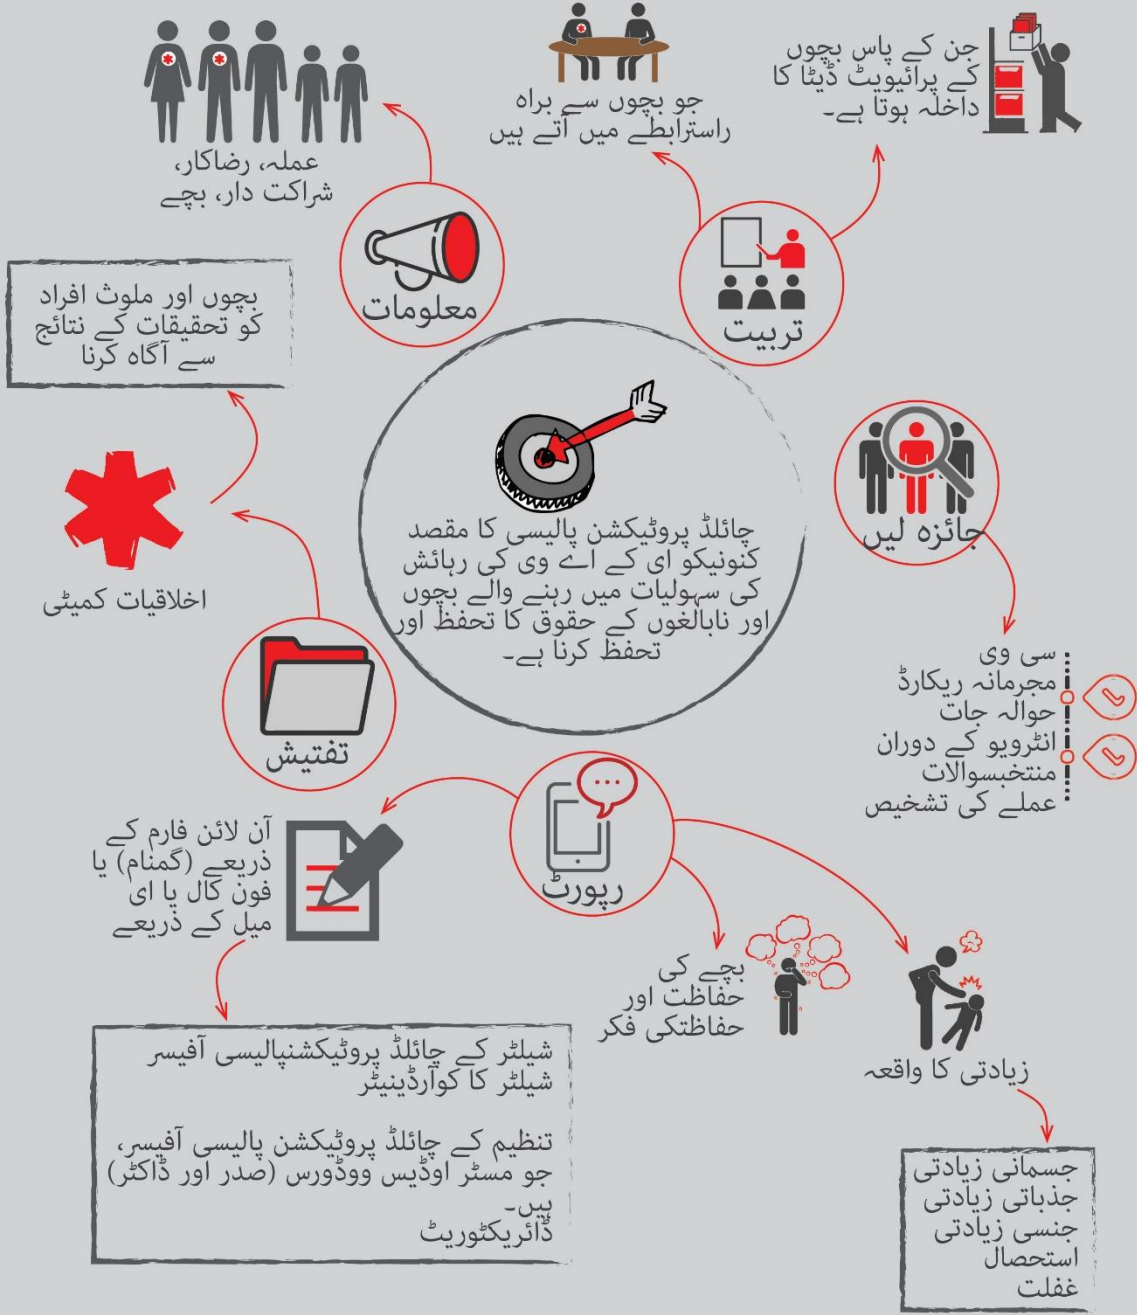 جن کے پاس بچوں
کے پرائیویٹ ڈیٹا کا
داخلہ ہوتا ہے۔
جو بچوں سے براہ
راسترابطے میں آتے ہیں
عملہ، رضاکار،
شراکت دار، بچے
تربیت
معلومات
بچوں اور ملوث افراد
کو تحقیقات کے نتائج
سے آگاہ کرنا
جائزہ لیں
چائلڈ پروٹیکشن پالیسی کا مقصد
کنونیکو ای کے اے وی کی رہائش
کی سہولیات میں رہنے والے بچوں
اور نابالغوں کے حقوق کا تحفظ اور
تحفظ کرنا ہے۔
اخلاقیات کمیٹی
سی وی
مجرمانہ ریکارڈ
حوالہ جات
انٹرویو کے دوران
منتخبسوالات
عملے کی تشخیص
تفتیش
رپورٹ
آن لائن فارم کے
ذریعے (گمنام) یا
فون کال یا ای
میل کے ذریعے
بچے کی
حفاظت اور
حفاظتکی فکر
زیادتی کا واقعہ
شیلٹر کے چائلڈ پروٹیکشنپالیسی آفیسر
شیلٹر کا کوآرڈینیٹر
تنظیم کے چائلڈ پروٹیکشن پالیسی آفیسر،
جو مسٹر اوڈیس ووڈورس (صدر اور ڈاکٹر)
ہیں۔
ڈائریکٹوریٹ
جسمانی زیادتی
جذباتی زیادتی
جنسی زیادتی
استحصال
غفلت